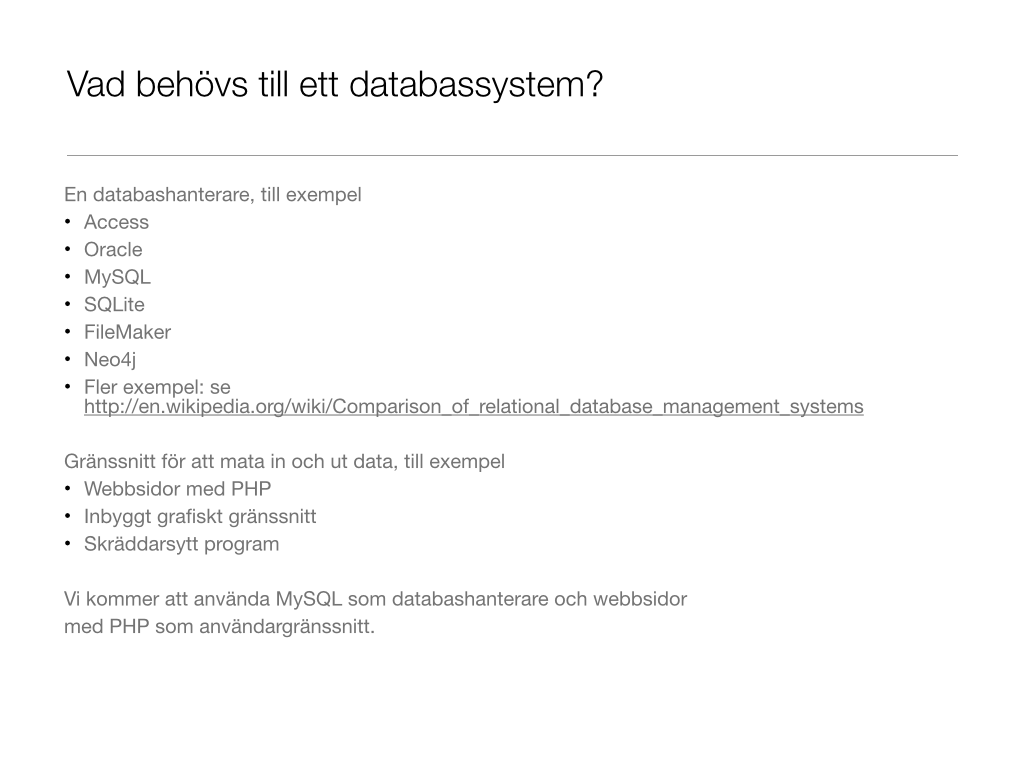 Vad behövs till ett databassystem?
En databashanterare, till exempel
• Access
• Oracle
• MySQL
• SQLite
• FileMaker
• Neo4j
• Fler exempel: se
http://en.wikipedia.org/wiki/Comparison_of_relational_database_management_systems
Gränssnitt för att mata in och ut data, till exempel
• Webbsidor med PHP
• Inbyggt grafiskt gränssnitt
• Skräddarsytt program
Vi kommer att använda MySQL som databashanterare och webbsidor
med PHP som användargränssnitt.